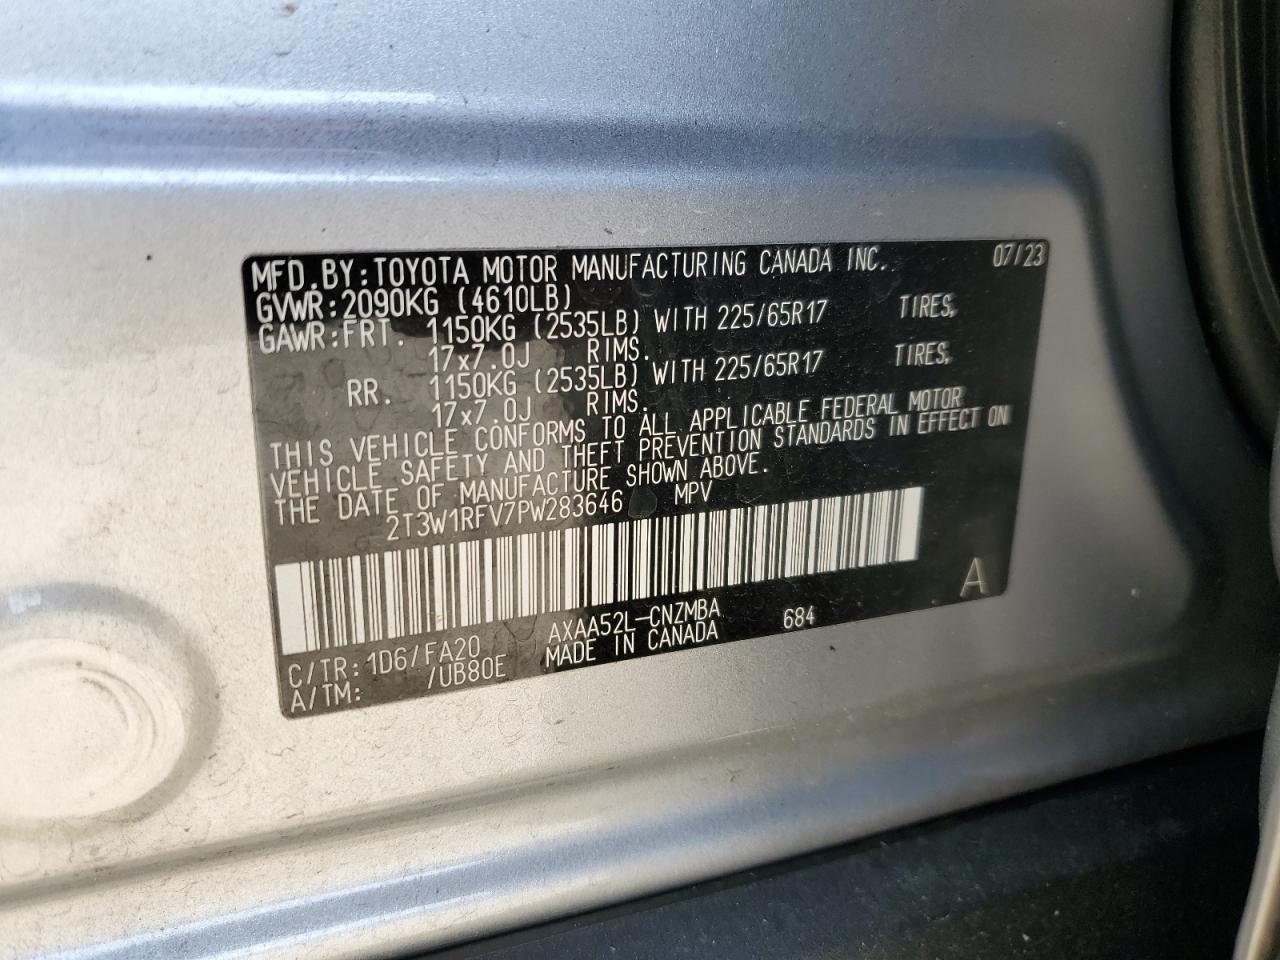 MFD.BY:TOYOTA MOTOR MANUFACTURING CANADA INC. 07/23
GVWR:2090KG (4610LB)
GAWR:FRT. 1150KG (2535LB) WITH 225/65R17 TIRES,
17x7.0J RIMS.
RR. 1150KG (2535LB) WITH 225/65R17 TIRES,
17x7.0J RIMS.
THIS VEHICLE CONFORMS TO ALL APPLICABLE FEDERAL MOTOR
VEHICLE SAFETY AND THEFT PREVENTION STANDARDS IN EFFECT ON
THE DATE OF MANUFACTURE SHOWN ABOVE.
2T3W1RFV7PW283646 MPV
A
C/TR:1D6/FA20 AXAA52L-CNZMBA 684
A/TM: /UB80E MADE IN CANADA